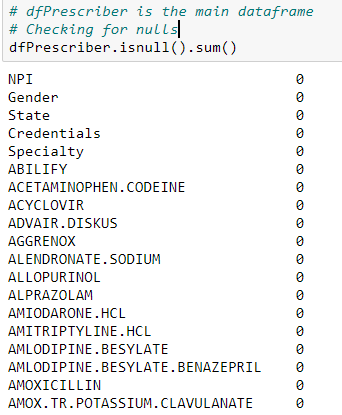 # dfPrescriber is the main dataframe
# Checking for nulls
dfPrescriber.isnull().sum()
NPI 0
Gender 0
State 0
Credentials 0
Specialty 0
ABILIFY 0
ACETAMINOPHEN.CODEINE 0
ACYCLOVIR 0
ADVAIR.DISKUS 0
AGGRENOX 0
ALENDRONATE.SODIUM 0
ALLOPURINOL 0
ALPRAZOLAM 0
AMIODARONE.HCL 0
AMITRIPTYLINE.HCL 0
AMLODIPINE.BESYLATE 0
AMLODIPINE.BESYLATE.BENAZEPRIL 0
AMOXICILLIN 0
AMOX.TR.POTASSIUM.CLAVULANATE 0